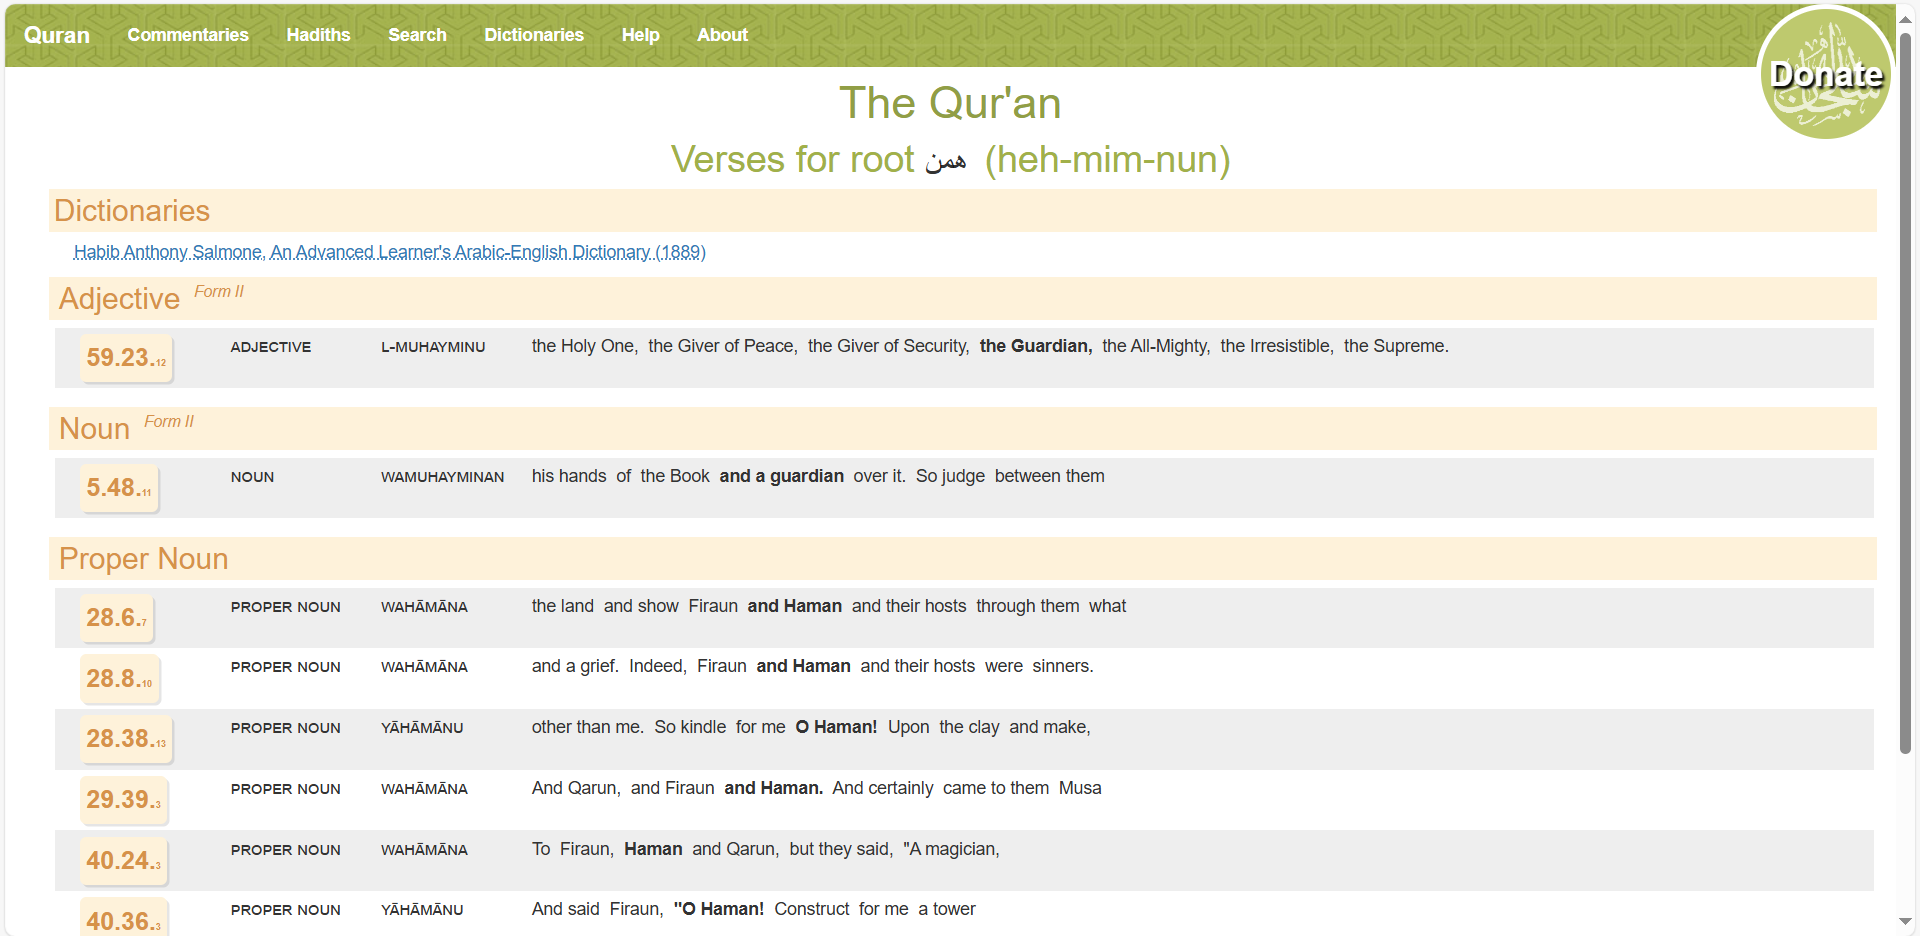 Quran Commentaries Hadiths Search Dictionaries Help About
Donate
The Qur'an
Verses for root همن (heh-mim-nun)
Dictionaries
Habib Anthony Salmone, An Advanced Learner's Arabic-English Dictionary (1889)
Adjective Form II
59.23.12 ADJECTIVE L-MUHAYMINU the Holy One, the Giver of Peace, the Giver of Security, the Guardian, the All-Mighty, the Irresistible, the Supreme.
Noun Form II
5.48.11 NOUN WAMUHAYMINAN his hands of the Book and a guardian over it. So judge between them
Proper Noun
28.6.7 PROPER NOUN WAHĀMĀNA the land and show Firaun and Haman and their hosts through them what
28.8.10 PROPER NOUN WAHĀMĀNA and a grief. Indeed, Firaun and Haman and their hosts were sinners.
28.38.13 PROPER NOUN YĀHĀMĀNU other than me. So kindle for me O Haman! Upon the clay and make,
29.39.3 PROPER NOUN WAHĀMĀNA And Qarun, and Firaun and Haman. And certainly came to them Musa
40.24.3 PROPER NOUN WAHĀMĀNA To Firaun, Haman and Qarun, but they said, "A magician,
40.36.3 PROPER NOUN YĀHĀMĀNU And said Firaun, "O Haman! Construct for me a tower